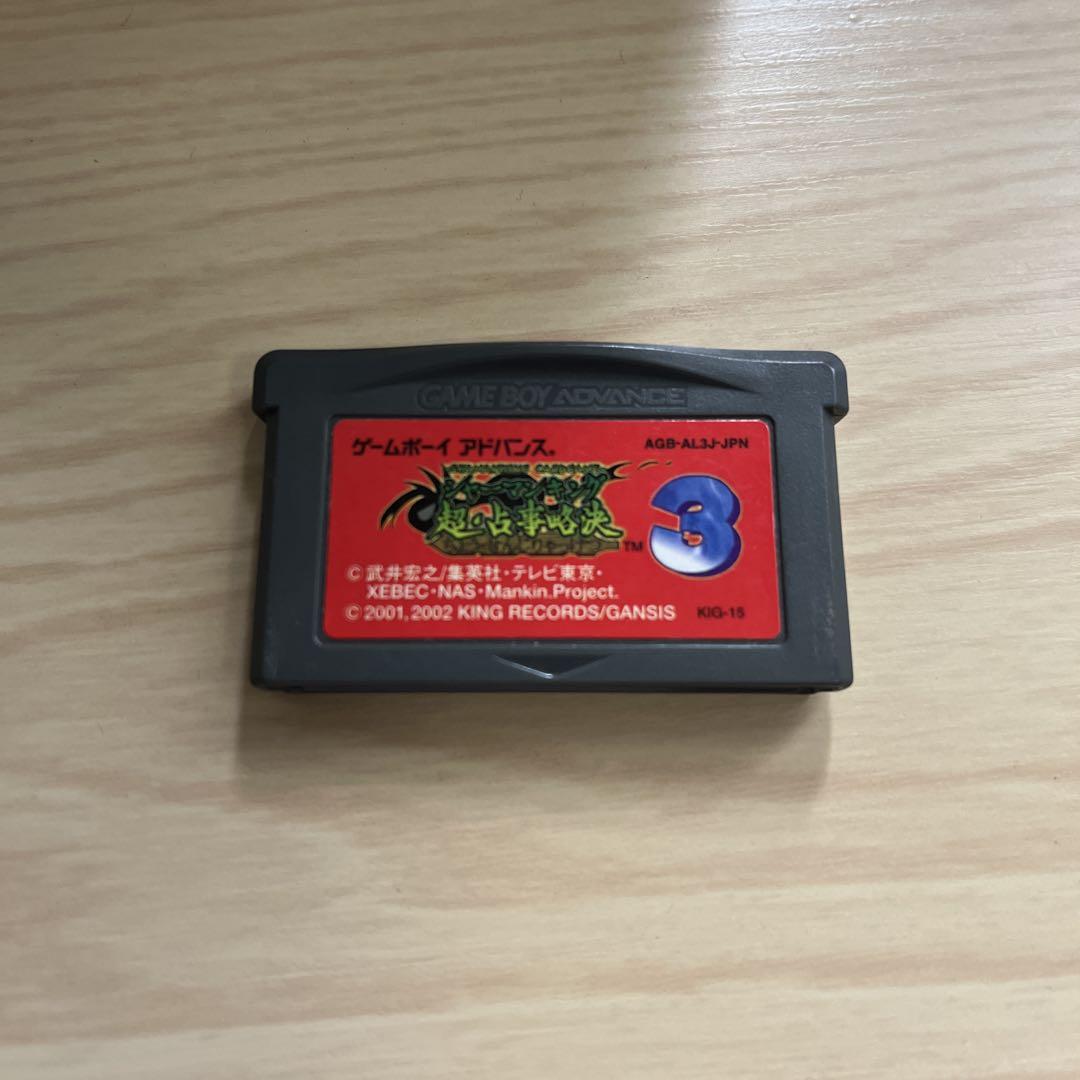 GAME BOY ADVANCE
ゲームボーイ アドバンス®
AGB-AL3J-JPN
シャーマンキング
超・占事略決
3
TM
© 武井宏之/集英社・テレビ東京・
XEBEC・NAS・Mankin.Project.
© 2001, 2002 KING RECORDS/GANSIS
KIG-15